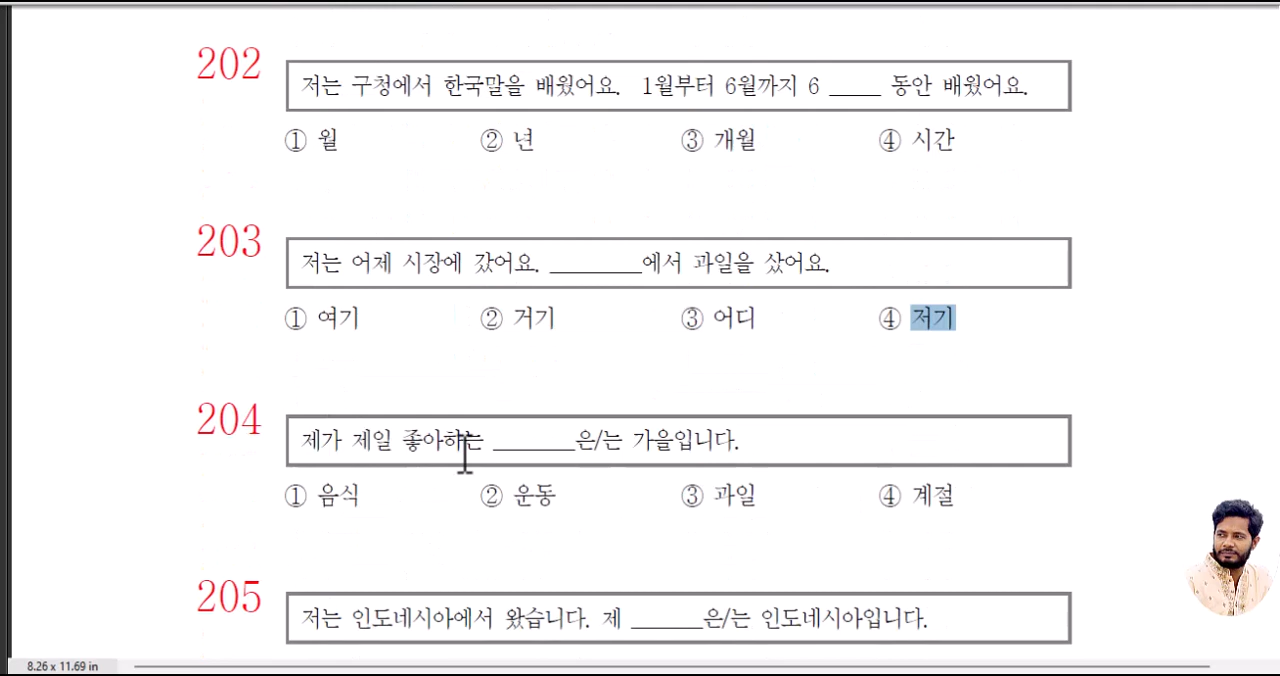 202
저는 구청에서 한국말을 배웠어요. 1월부터 6월까지 6 _____ 동안 배웠어요.
① 월 ② 년 ③ 개월 ④ 시간
203
저는 어제 시장에 갔어요. _________에서 과일을 샀어요.
① 여기 ② 거기 ③ 어디 ④ 저기
204
제가 제일 좋아하는 ________은/는 가을입니다.
① 음식 ② 운동 ③ 과일 ④ 계절
205
저는 인도네시아에서 왔습니다. 제 _______은/는 인도네시아입니다.
8.26 x 11.69 in